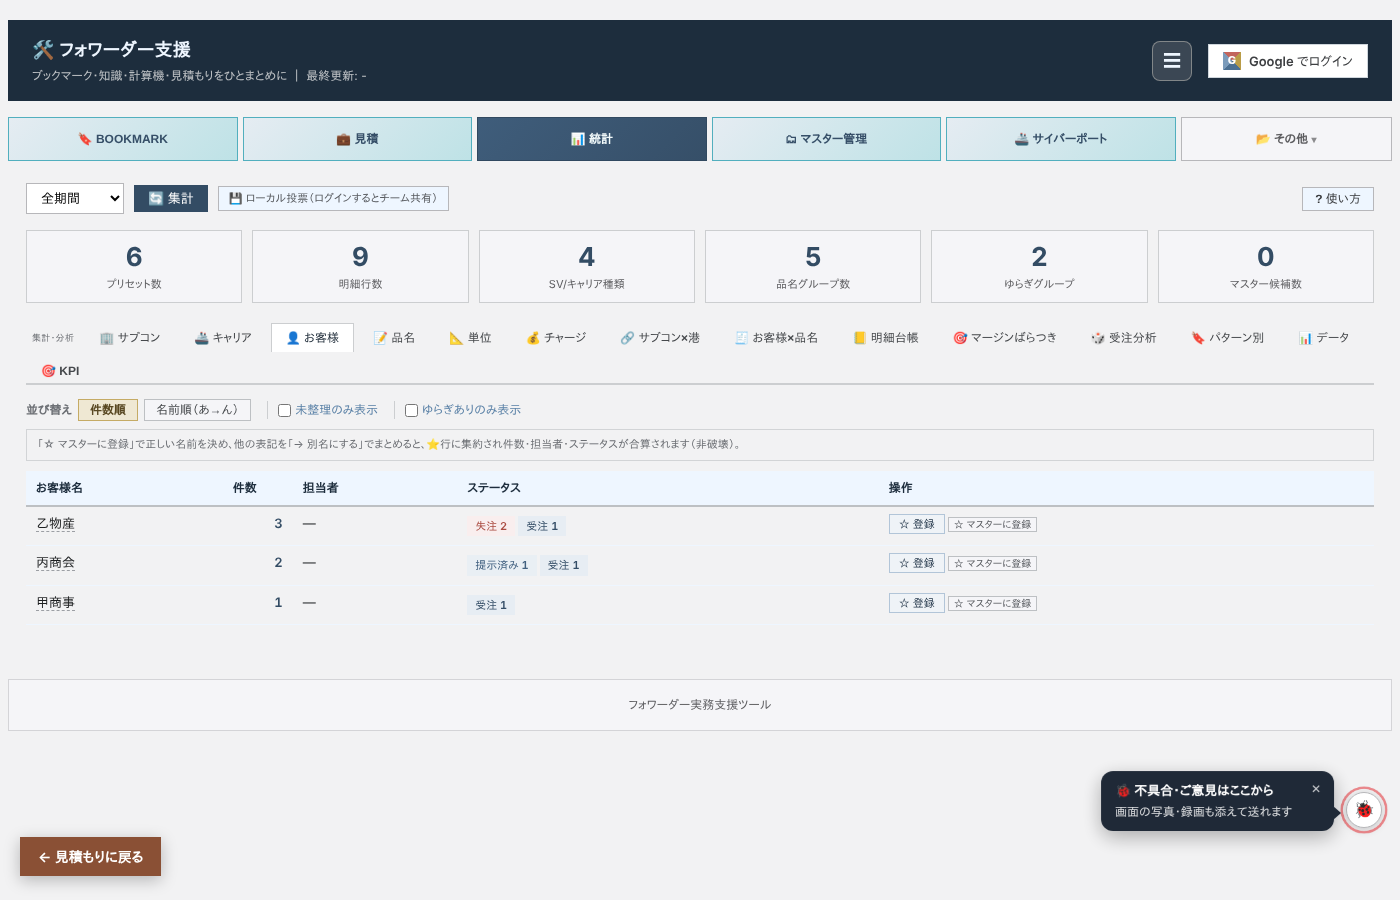 🛠️ フォワーダー支援
ブックマーク・知識・計算機・見積もりをひとまとめに ｜ 最終更新: -
☰
G Google でログイン
🔖 BOOKMARK
💼 見積
📊 統計
🗂 マスター管理
🚢 サイバーポート
📂 その他 ▾
全期間
🔄 集計
💾 ローカル投票（ログインするとチーム共有）
? 使い方
6
プリセット数
9
明細行数
4
SV/キャリア種類
5
品名グループ数
2
ゆらぎグループ
0
マスター候補数
集計・分析
🏢 サプコン
🚢 キャリア
👤 お客様
📝 品名
📐 単位
💰 チャージ
🔗 サプコン×港
🧾 お客様×品名
📒 明細台帳
🎯 マージンばらつき
🎲 受注分析
🔖 パターン別
📊 データ
🎯 KPI
並び替え 件数順 名前順（あ→ん） 未整理のみ表示 ゆらぎありのみ表示
「☆ マスターに登録」で正しい名前を決め、他の表記を「→ 別名にする」でまとめると、⭐行に集約され件数・担当者・ステータスが合算されます（非破壊）。
お客様名 件数 担当者 ステータス 操作
乙物産 3 — 失注 2 受注 1 ☆ 登録 ☆ マスターに登録
丙商会 2 — 提示済み 1 受注 1 ☆ 登録 ☆ マスターに登録
甲商事 1 — 受注 1 ☆ 登録 ☆ マスターに登録
フォワーダー実務支援ツール
🐞 不具合・ご意見はここから ×
画面の写真・録画も添えて送れます
← 見積もりに戻る